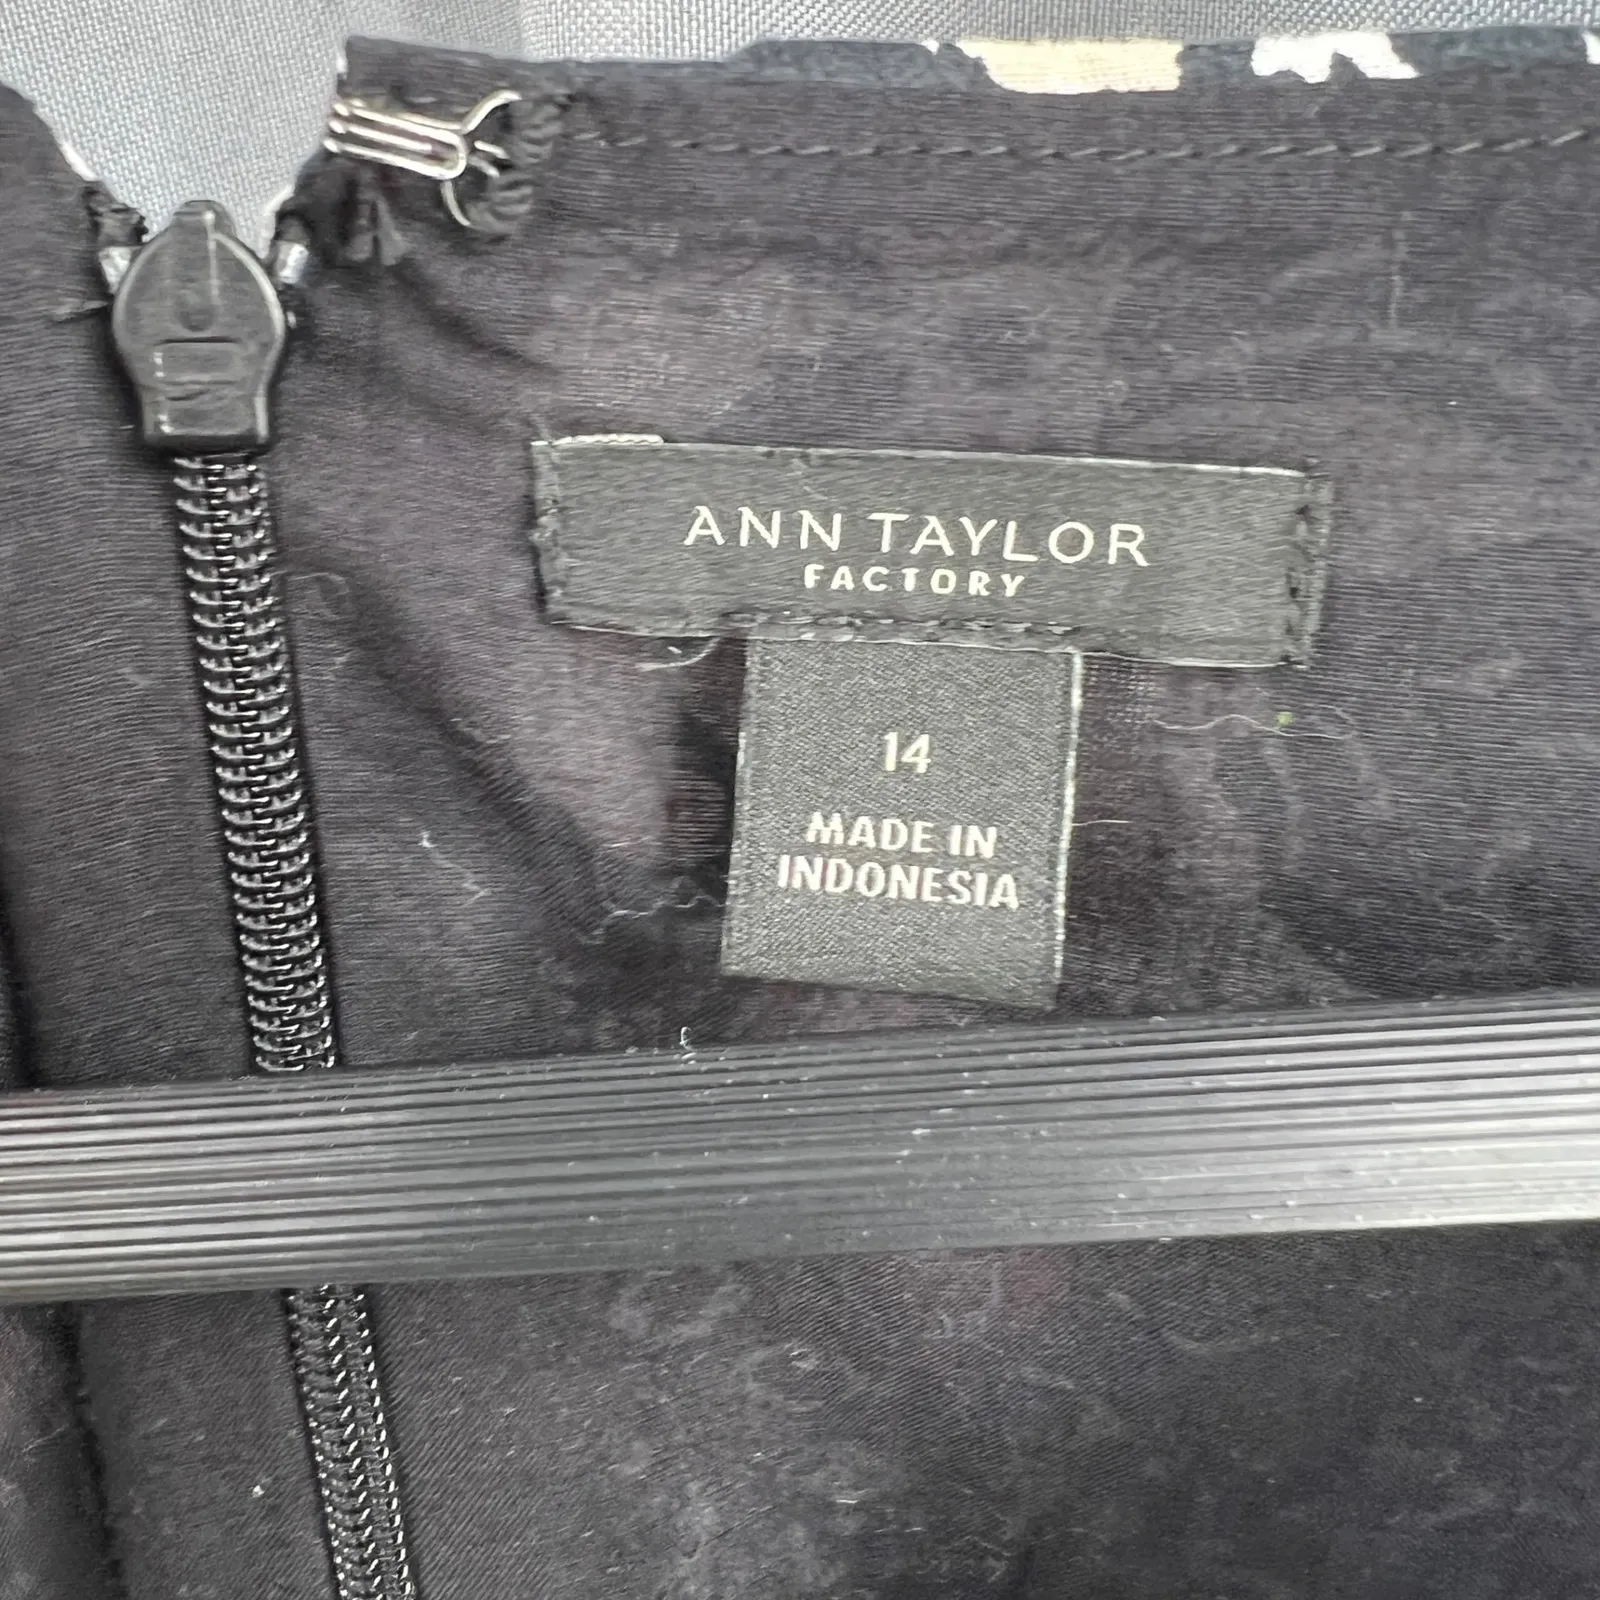 ANN TAYLOR
FACTORY
14
MADE IN
INDONESIA